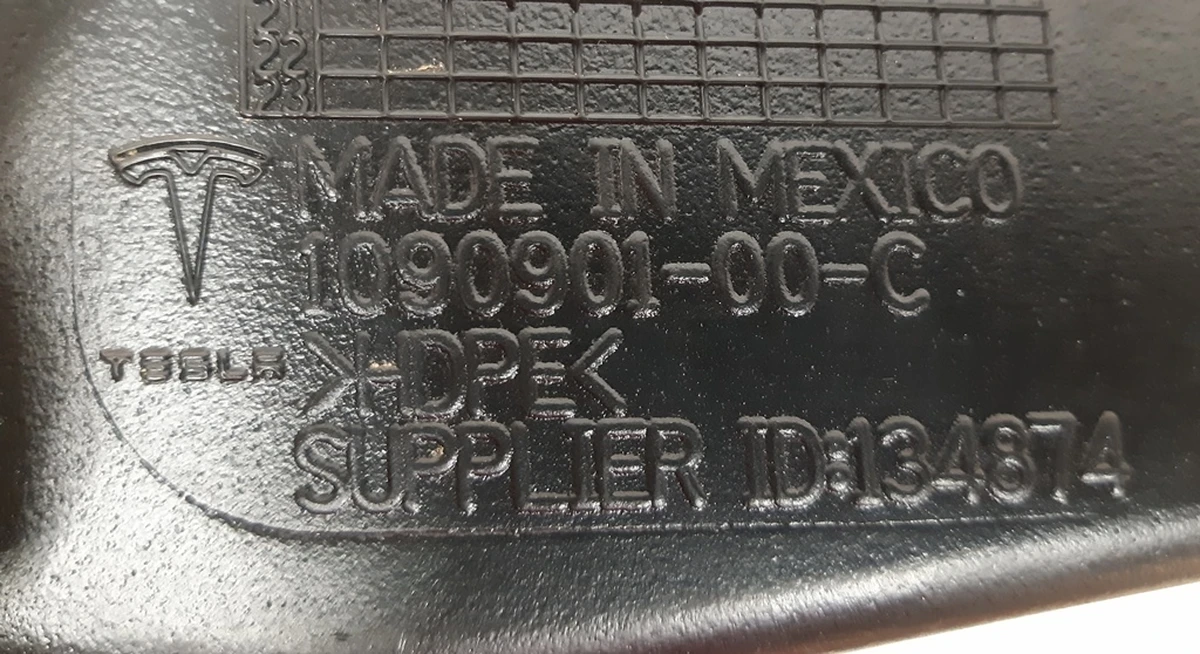 21
22
23
MADE IN MEXICO
1090901-00-C
TESLA >HDPE<
SUPPLIER ID:134874